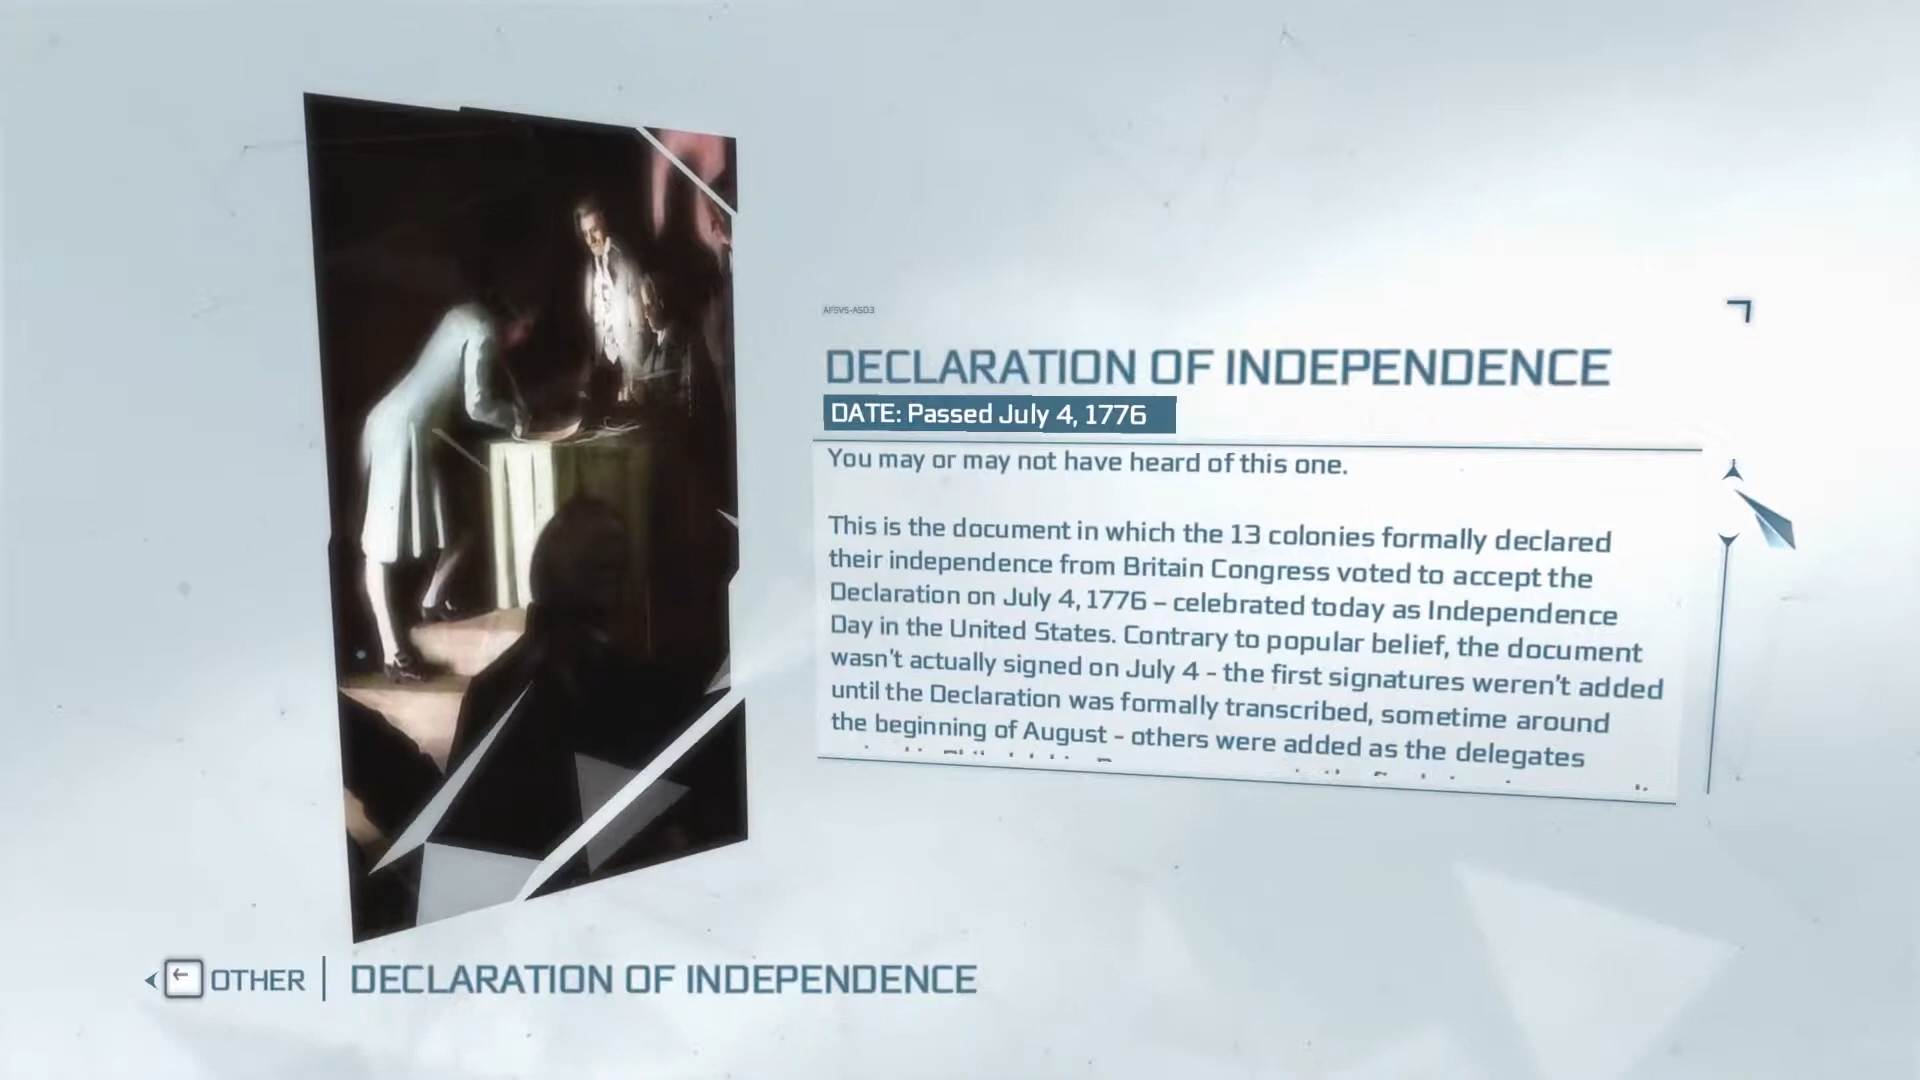 AFSVS-AS03
DECLARATION OF INDEPENDENCE
DATE: Passed July 4, 1776
You may or may not have heard of this one.
This is the document in which the 13 colonies formally declared
their independence from Britain Congress voted to accept the
Declaration on July 4, 1776 – celebrated today as Independence
Day in the United States. Contrary to popular belief, the document
wasn't actually signed on July 4 - the first signatures weren't added
until the Declaration was formally transcribed, sometime around
the beginning of August - others were added as the delegates
OTHER
DECLARATION OF INDEPENDENCE